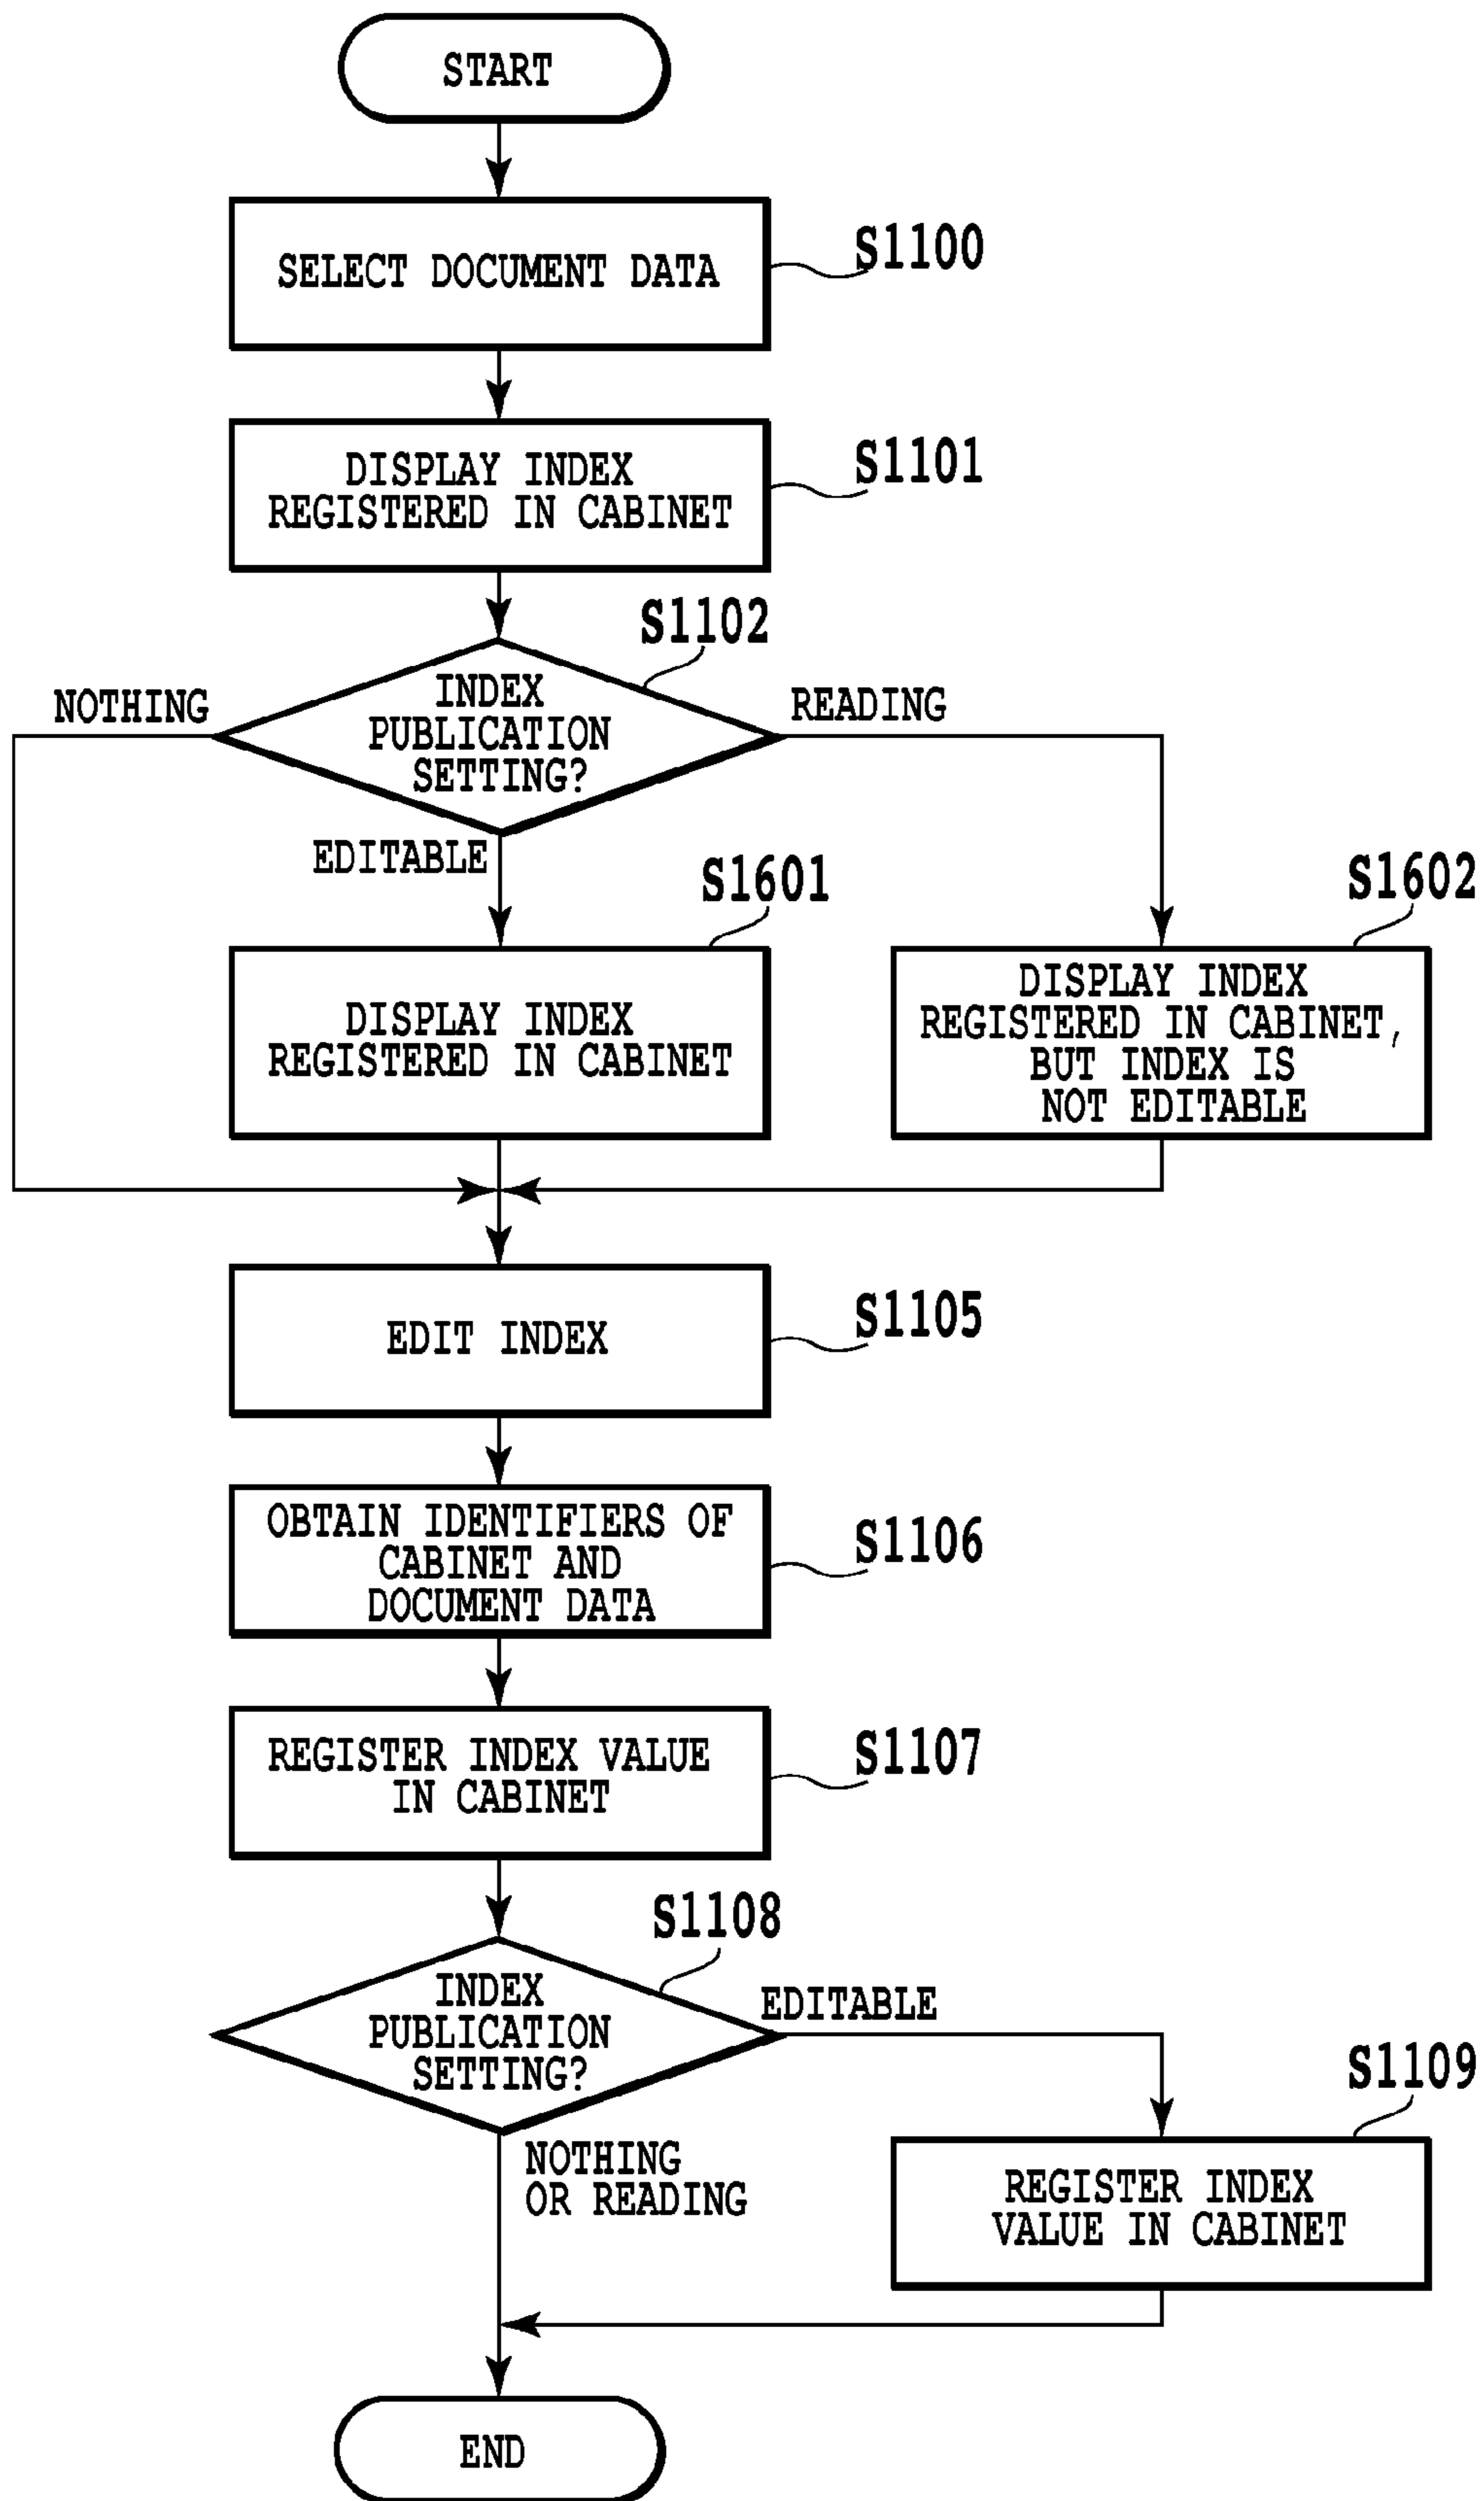 START
SELECT DOCUMENT DATA
S1100
DISPLAY INDEX
REGISTERED IN CABINET
S1101
S1102
INDEX
PUBLICATION
SETTING?
NOTHING
READING
EDITABLE
S1601
DISPLAY INDEX
REGISTERED IN CABINET
S1602
DISPLAY INDEX
REGISTERED IN CABINET,
BUT INDEX IS
NOT EDITABLE
EDIT INDEX
S1105
OBTAIN IDENTIFIERS OF
CABINET AND
DOCUMENT DATA
S1106
REGISTER INDEX VALUE
IN CABINET
S1107
S1108
INDEX
PUBLICATION
SETTING?
EDITABLE
NOTHING
OR READING
S1109
REGISTER INDEX
VALUE IN CABINET
END